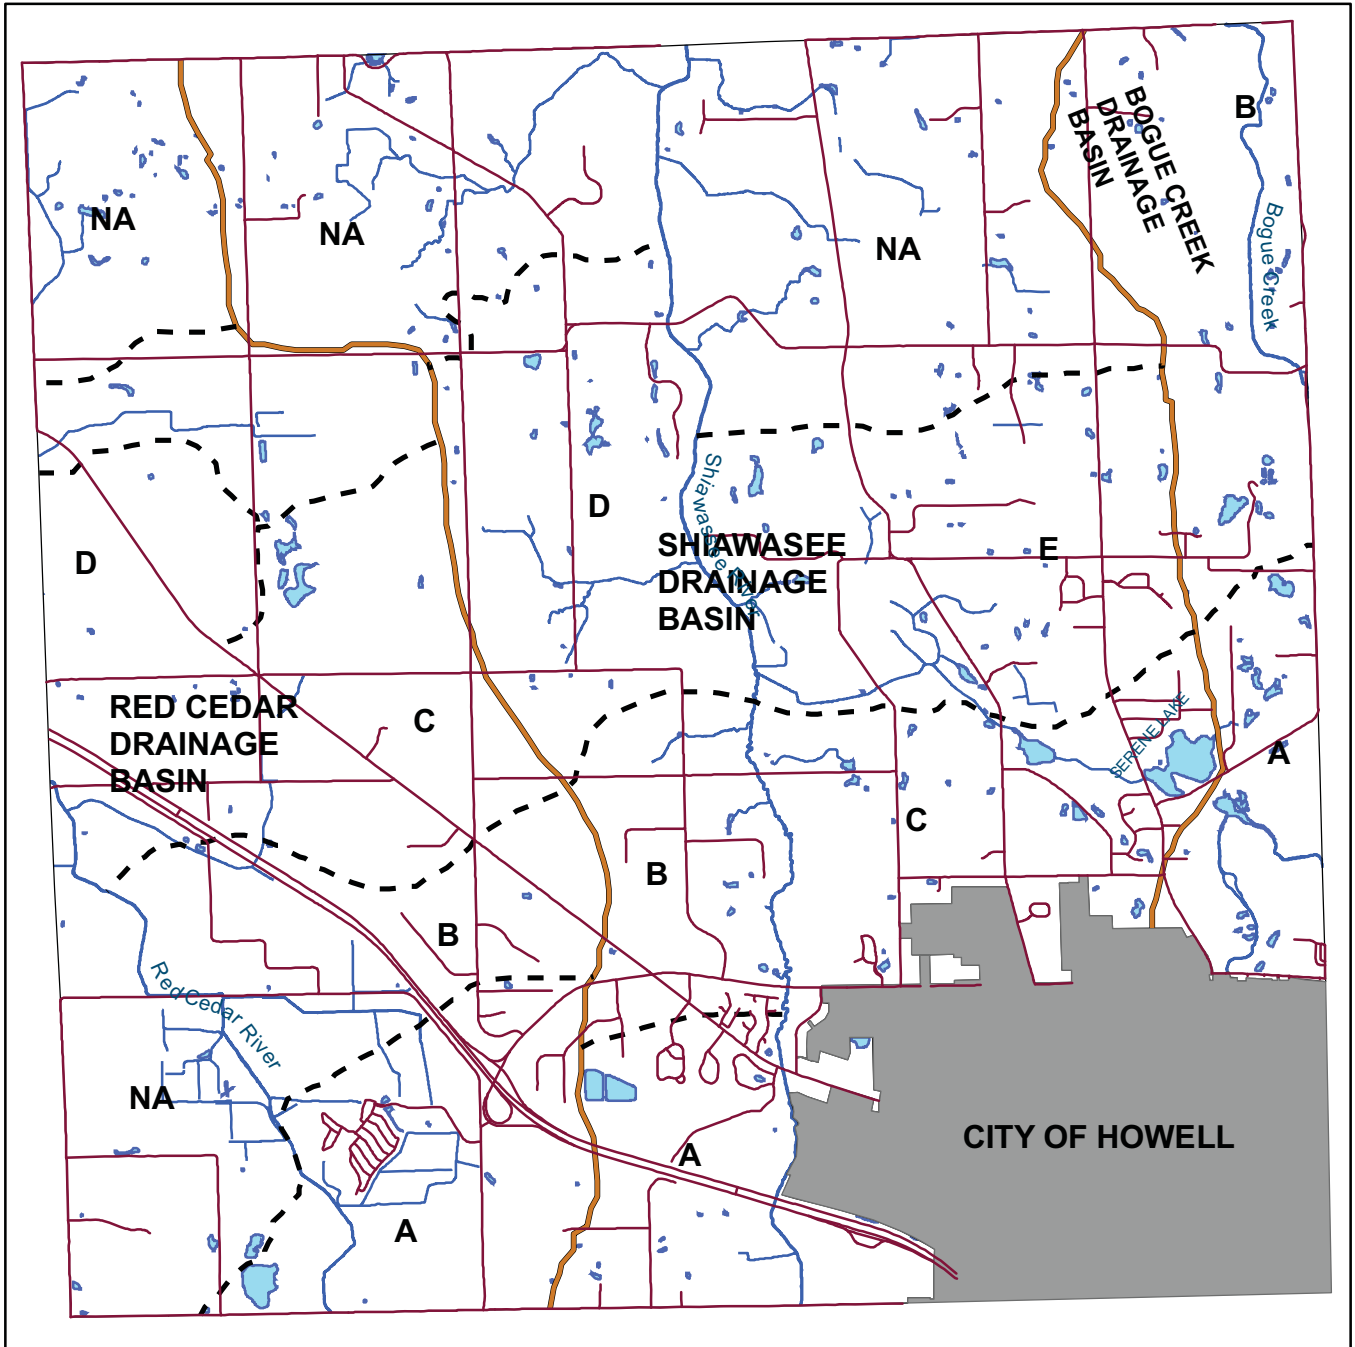 B
BOGUE CREEK
DRAINAGE
BASIN
NA
NA
NA
Bogue Creek
Shiawassee River
D
D
E
SHIAWASEE
DRAINAGE
BASIN
RED CEDAR
DRAINAGE
BASIN
C
SERENE LAKE
A
C
B
B
Red Cedar River
NA
CITY OF HOWELL
A
A